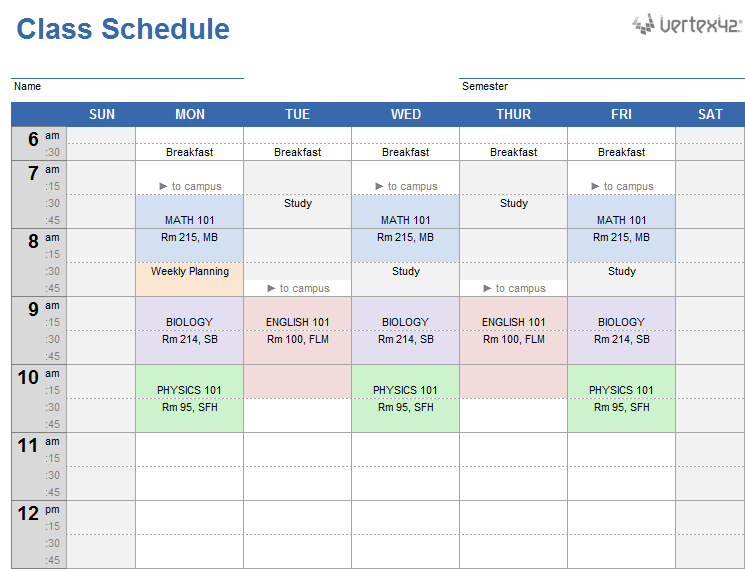 Class Schedule
vertex42
Name
Semester
SUN MON TUE WED THUR FRI SAT
6 am
:30 Breakfast Breakfast Breakfast Breakfast Breakfast
7 am
:15 ► to campus ► to campus ► to campus
:30 Study Study
:45 MATH 101 MATH 101 MATH 101
8 am Rm 215, MB Rm 215, MB Rm 215, MB
:15
:30 Weekly Planning Study Study
:45 ► to campus ► to campus
9 am
:15 BIOLOGY ENGLISH 101 BIOLOGY ENGLISH 101 BIOLOGY
:30 Rm 214, SB Rm 100, FLM Rm 214, SB Rm 100, FLM Rm 214, SB
:45
10 am
:15 PHYSICS 101 PHYSICS 101 PHYSICS 101
:30 Rm 95, SFH Rm 95, SFH Rm 95, SFH
:45
11 am
:15
:30
:45
12 pm
:15
:30
:45